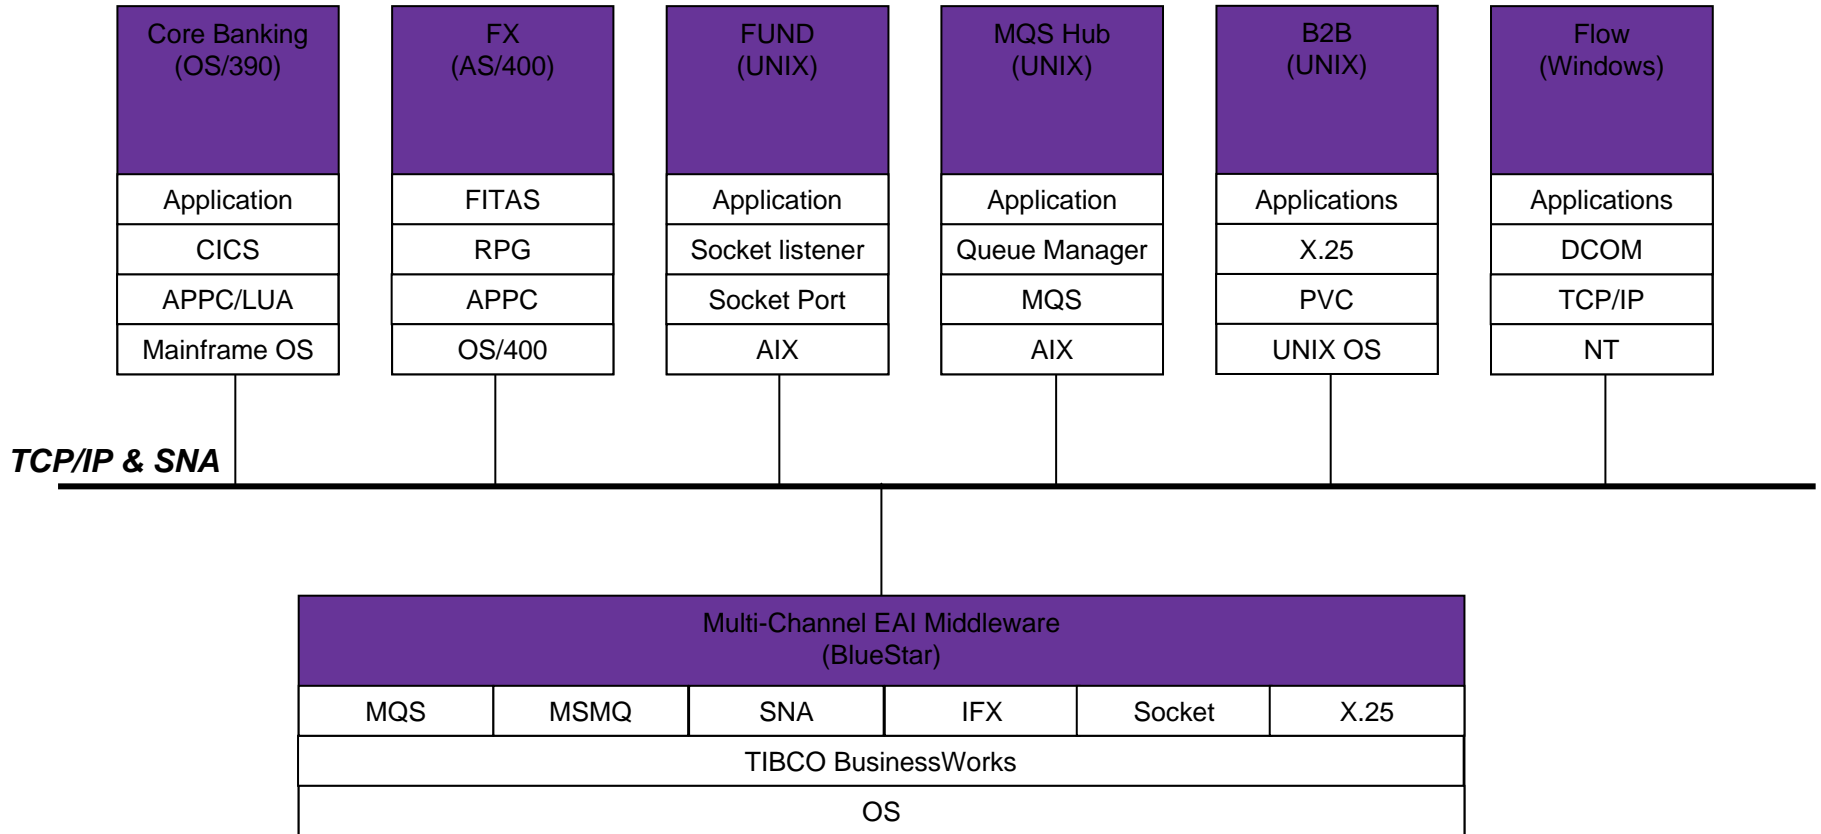 Core Banking
(OS/390)
FX
(AS/400)
FUND
(UNIX)
MQS Hub
(UNIX)
B2B
(UNIX)
Flow
(Windows)
Application
FITAS
Application
Application
Applications
Applications
CICS
RPG
Socket listener
Queue Manager
X.25
DCOM
APPC/LUA
APPC
Socket Port
MQS
PVC
TCP/IP
Mainframe OS
OS/400
AIX
AIX
UNIX OS
NT
TCP/IP & SNA
Multi-Channel EAI Middleware
(BlueStar)
MQS
MSMQ
SNA
IFX
Socket
X.25
TIBCO BusinessWorks
OS